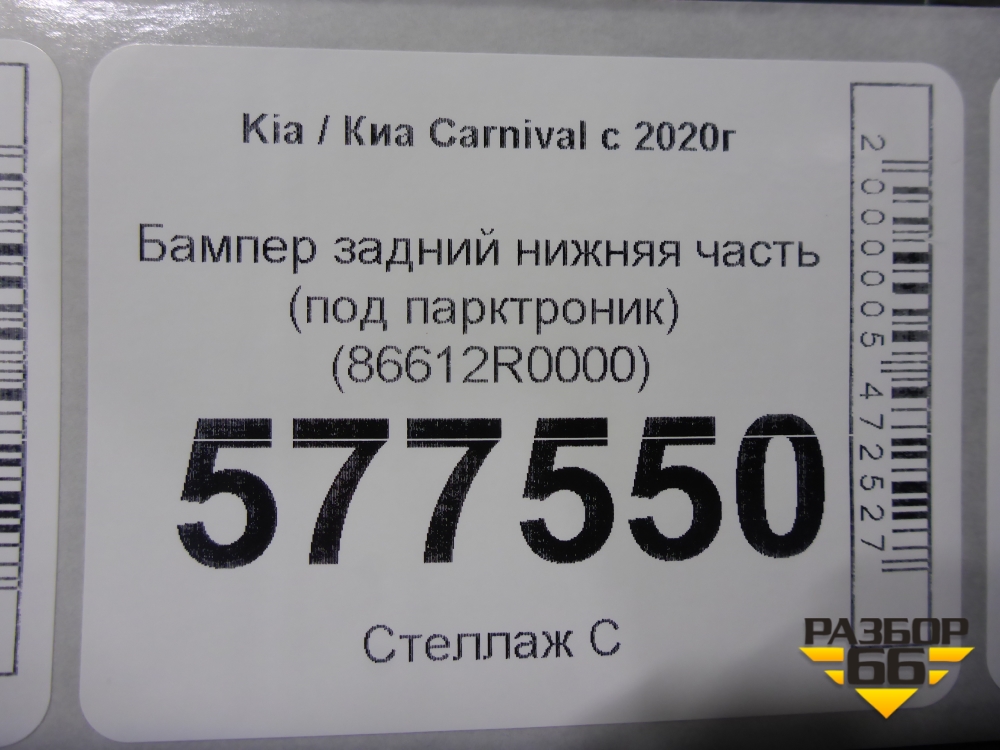 Kia / Киа Carnival с 2020г
Бампер задний нижняя часть
(под парктроник)
(86612R0000)
577550
Стеллаж С
2000005472527
РАЗБОР
66